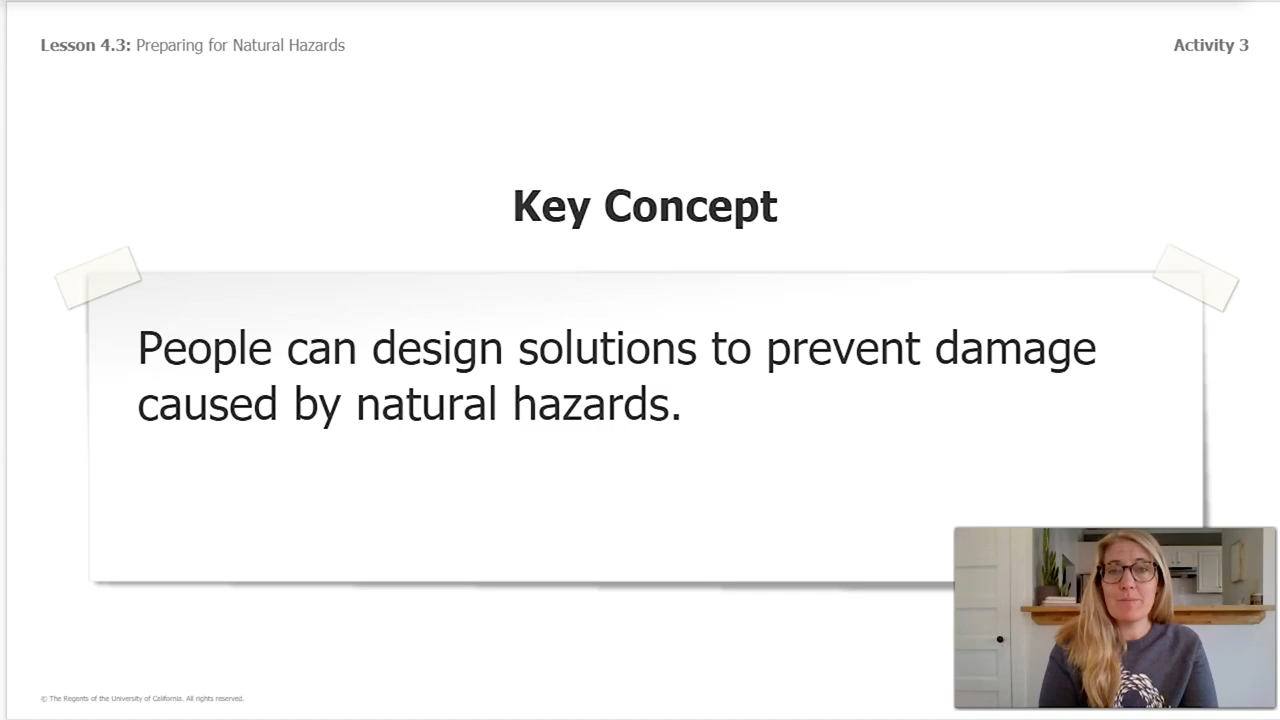 Lesson 4.3: Preparing for Natural Hazards
Activity 3
Key Concept
People can design solutions to prevent damage
caused by natural hazards.
© The Regents of the University of California. All rights reserved.